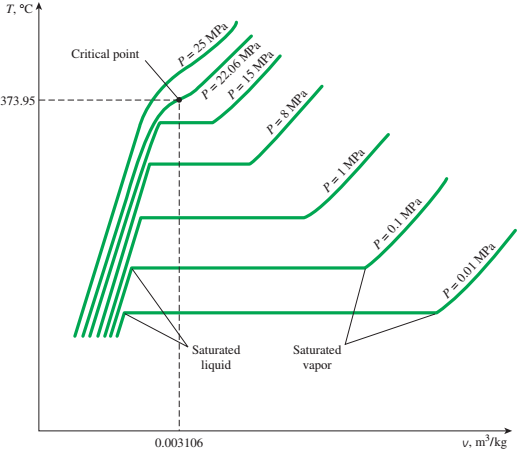 T, °C
P = 25 MPa
Critical point
P = 22.06 MPa
P = 15 MPa
373.95
P = 8 MPa
P = 1 MPa
P = 0.1 MPa
P = 0.01 MPa
Saturated
liquid
Saturated
vapor
0.003106
v, m³/kg